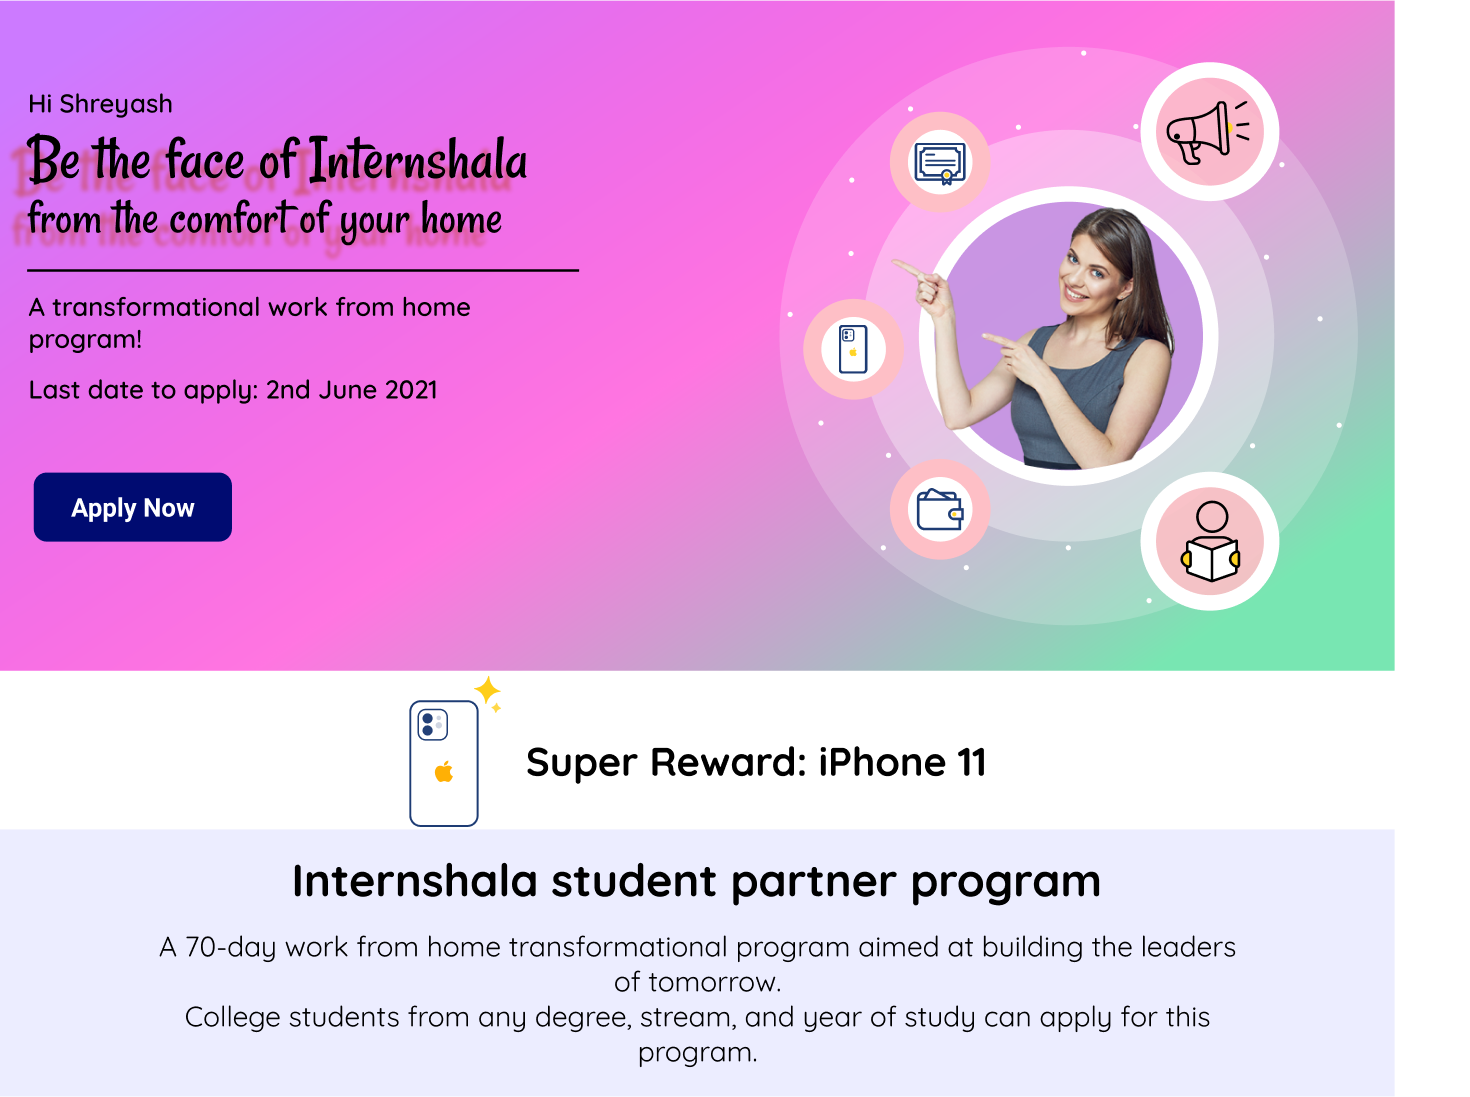 Hi Shreyash
Be the face of Internshala
from the comfort of your home
A transformational work from home
program!
Last date to apply: 2nd June 2021
Apply Now
Super Reward: iPhone 11
Internshala student partner program
A 70-day work from home transformational program aimed at building the leaders
of tomorrow.
College students from any degree, stream, and year of study can apply for this
program.